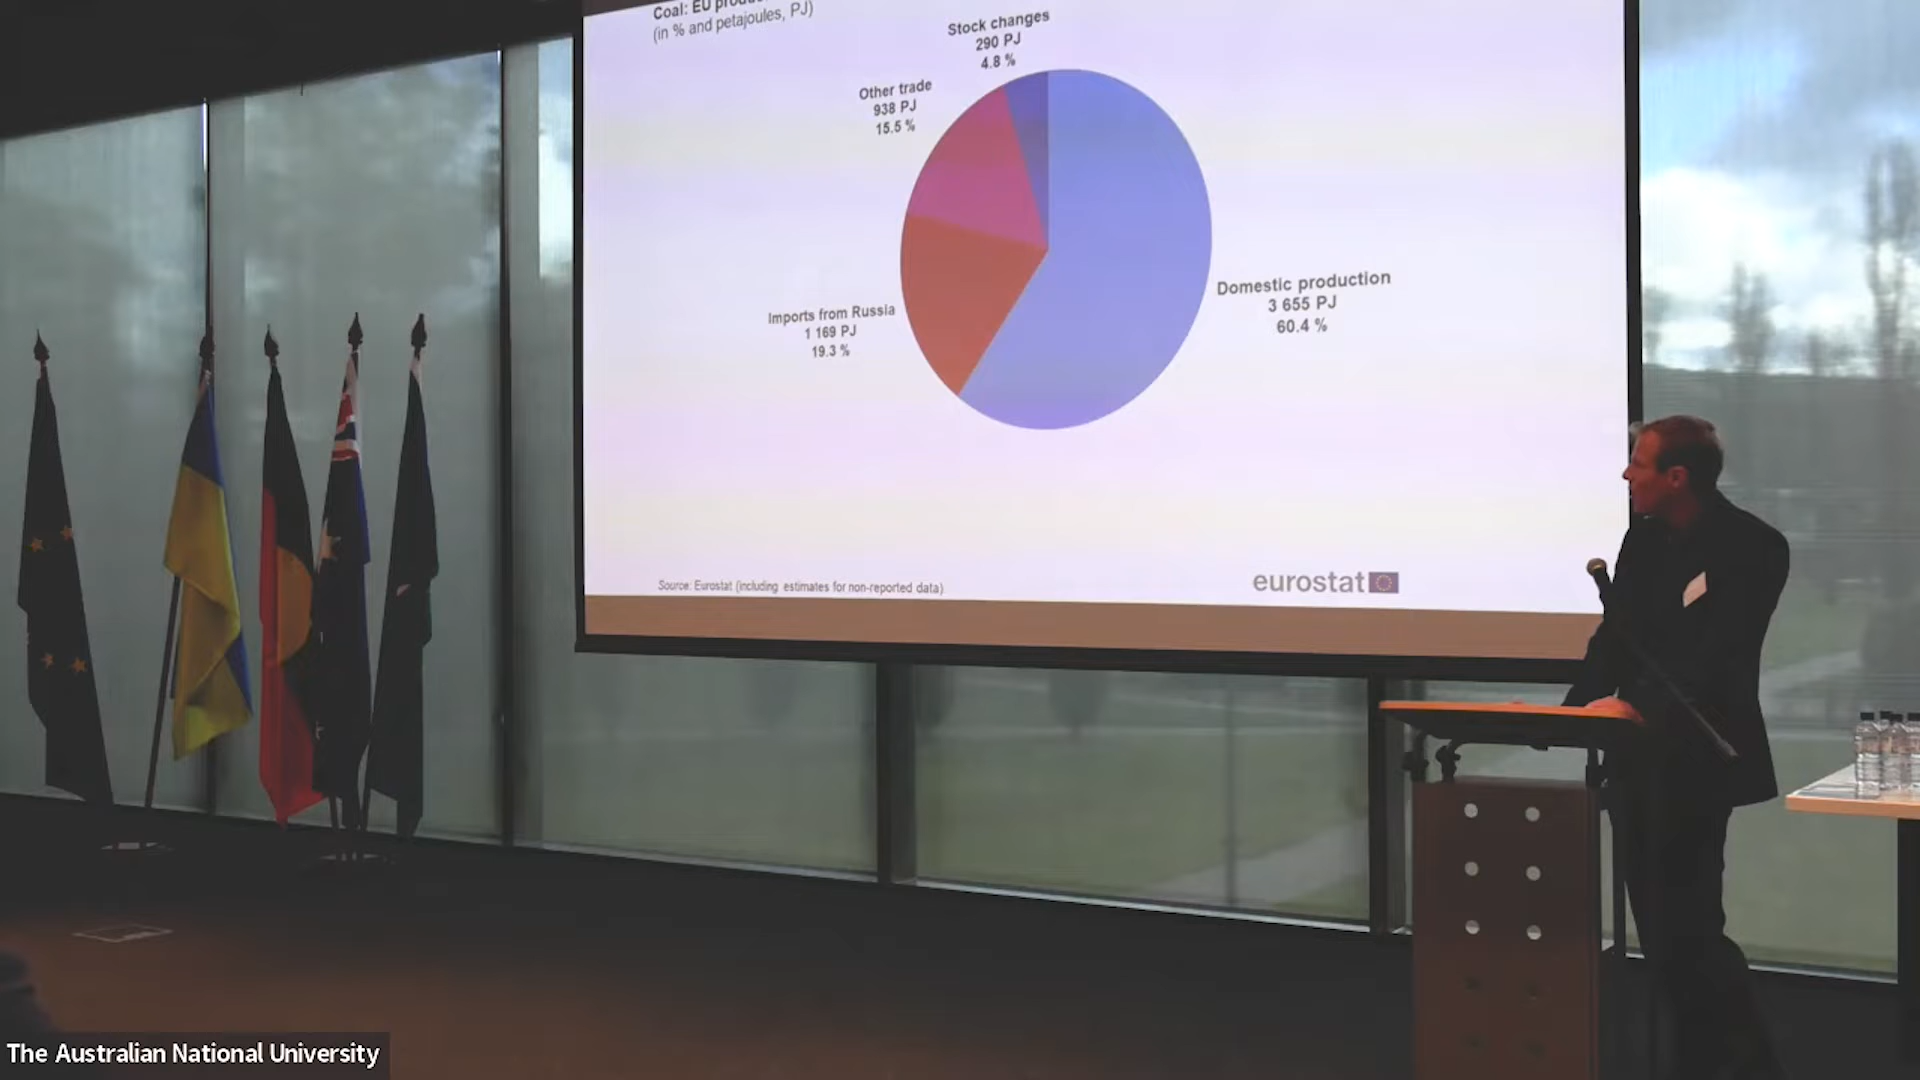 Coal: EU
(in % and petajoules, PJ)
Stock changes
290 PJ
4.8 %
Other trade
938 PJ
15.5 %
Imports from Russia
1 169 PJ
19.3 %
Domestic production
3 655 PJ
60.4 %
Source: Eurostat (including estimates for non-reported data)
eurostat
The Australian National University